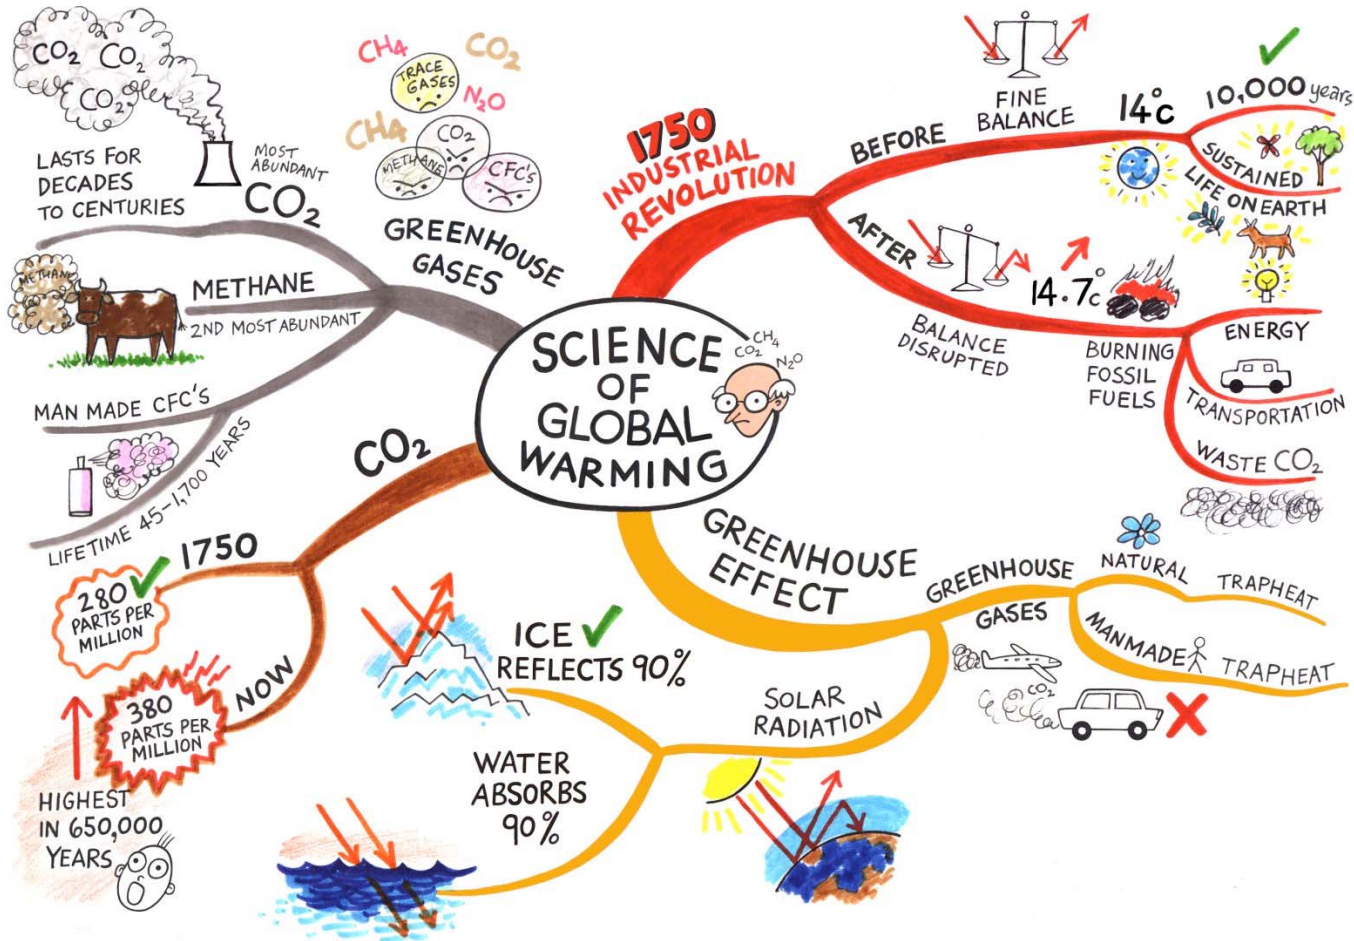 SCIENCE
OF
GLOBAL
WARMING
CH₄
CO₂
N₂O
1750
INDUSTRIAL
REVOLUTION
BEFORE
FINE
BALANCE
14°C
10,000 years
SUSTAINED
LIFE ON EARTH
AFTER
BALANCE
DISRUPTED
14.7°C
BURNING
FOSSIL
FUELS
ENERGY
TRANSPORTATION
WASTE CO₂
GREENHOUSE
EFFECT
GREENHOUSE
GASES
NATURAL
TRAPHEAT
MANMADE
TRAPHEAT
CO₂
SOLAR
RADIATION
ICE
REFLECTS 90%
WATER
ABSORBS
90%
CO₂
1750
280
PARTS PER
MILLION
NOW
380
PARTS PER
MILLION
HIGHEST
IN 650,000
YEARS
GREENHOUSE
GASES
CH₄
CO₂
TRACE
GASES
N₂O
CH₄
CO₂
METHANE
CFC's
CO₂ CO₂
CO₂
MOST
ABUNDANT
CO₂
LASTS FOR
DECADES
TO CENTURIES
METHANE
METHANE
2ND MOST ABUNDANT
MAN MADE CFC'S
LIFETIME 45-1,700 YEARS